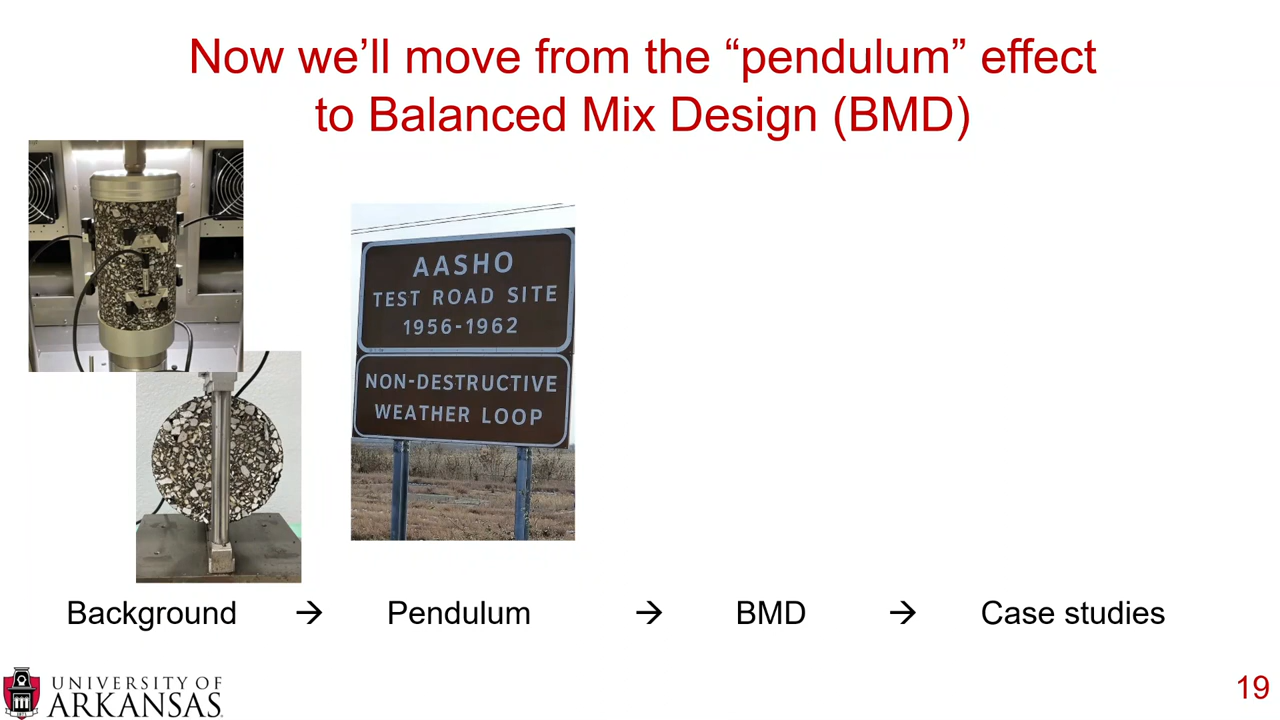 Now we’ll move from the “pendulum” effect
to Balanced Mix Design (BMD)
AASHO
TEST ROAD SITE
1956-1962
NON-DESTRUCTIVE
WEATHER LOOP
Background → Pendulum → BMD → Case studies
UNIVERSITY OF
ARKANSAS
19